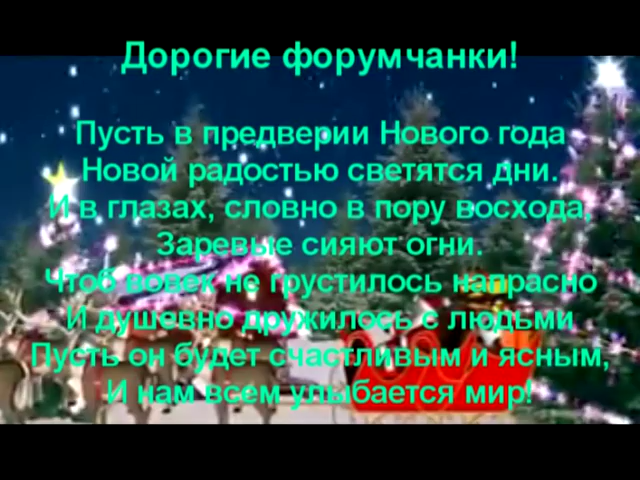 Дорогие форумчанки!
Пусть в предверии Нового года
Новой радостью светятся дни.
И в глазах, словно в пору восхода,
Заревые сияют огни.
Чтоб вовек не грустилось напрасно
И душевно дружилось с людьми
Пусть он будет счастливым и ясным,
И нам всем улыбается мир!